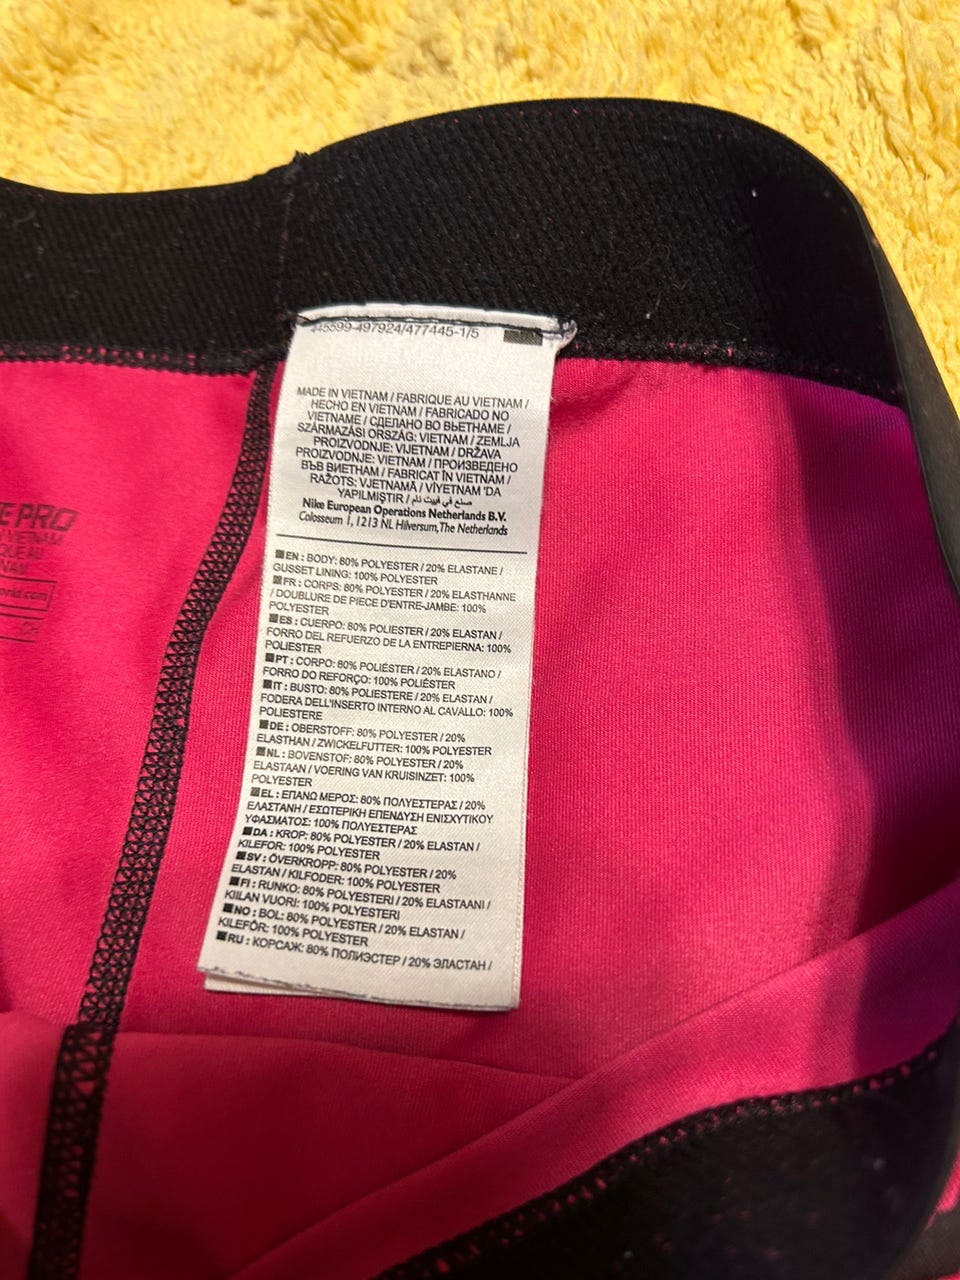 445599-497924/477445-1/5
MADE IN VIETNAM / FABRIQUE AU VIETNAM /
HECHO EN VIETNAM / FABRICADO NO
VIETNAME / СДЕЛАНО ВО ВЬЕТНАМЕ /
SZÁRMAZÁSI ORSZÁG: VIETNAM / ZEMLJA
PROIZVODNJE: VIJETNAM / DRŽAVA
PROIZVODNJE: VIETNAM / ПРОИЗВЕДЕНО
ВЪВ ВИЕТНАМ / FABRICAT ÎN VIETNAM /
RAŽOTS: VJETNAMĀ / VİYETNAM 'DA
YAPILMIŞTIR / صنع في فييت نام
Nike European Operations Netherlands B.V.
Colosseum 1, 1213 NL Hilversum, The Netherlands
EN : BODY: 80% POLYESTER / 20% ELASTANE /
GUSSET LINING: 100% POLYESTER
FR : CORPS: 80% POLYESTER / 20% ELASTHANNE
/ DOUBLURE DE PIECE D'ENTRE-JAMBE: 100%
POLYESTER
ES : CUERPO: 80% POLIESTER / 20% ELASTAN /
FORRO DEL REFUERZO DE LA ENTREPIERNA: 100%
POLIESTER
PT : CORPO: 80% POLIÉSTER / 20% ELASTANO /
FORRO DO REFORÇO: 100% POLIÉSTER
IT : BUSTO: 80% POLIESTERE / 20% ELASTAN /
FODERA DELL'INSERTO INTERNO AL CAVALLO: 100%
POLIESTERE
DE : OBERSTOFF: 80% POLYESTER / 20%
ELASTHAN / ZWICKELFUTTER: 100% POLYESTER
NL : BOVENSTOF: 80% POLYESTER / 20%
ELASTAAN / VOERING VAN KRUISINZET: 100%
POLYESTER
EL : ΕΠΑΝΩ ΜΕΡΟΣ: 80% ΠΟΛΥΕΣΤΕΡΑΣ / 20%
ΕΛΑΣΤΑΝΗ / ΕΣΩΤΕΡΙΚΗ ΕΠΕΝΔΥΣΗ ΕΝΙΣΧΥΤΙΚΟΥ
ΥΦΑΣΜΑΤΟΣ: 100% ΠΟΛΥΕΣΤΕΡΑΣ
DA : KROP: 80% POLYESTER / 20% ELASTAN /
KILEFOR: 100% POLYESTER
SV : ÖVERKROPP: 80% POLYESTER / 20%
ELASTAN / KILFODER: 100% POLYESTER
FI : RUNKO: 80% POLYESTERI / 20% ELASTAANI /
KIILAN VUORI: 100% POLYESTERI
NO : BOL: 80% POLYESTER / 20% ELASTAN /
KILEFÔR: 100% POLYESTER
RU : КОРСАЖ: 80% ПОЛИЭСТЕР / 20% ЭЛАСТАН /
PRO
VIETNAM